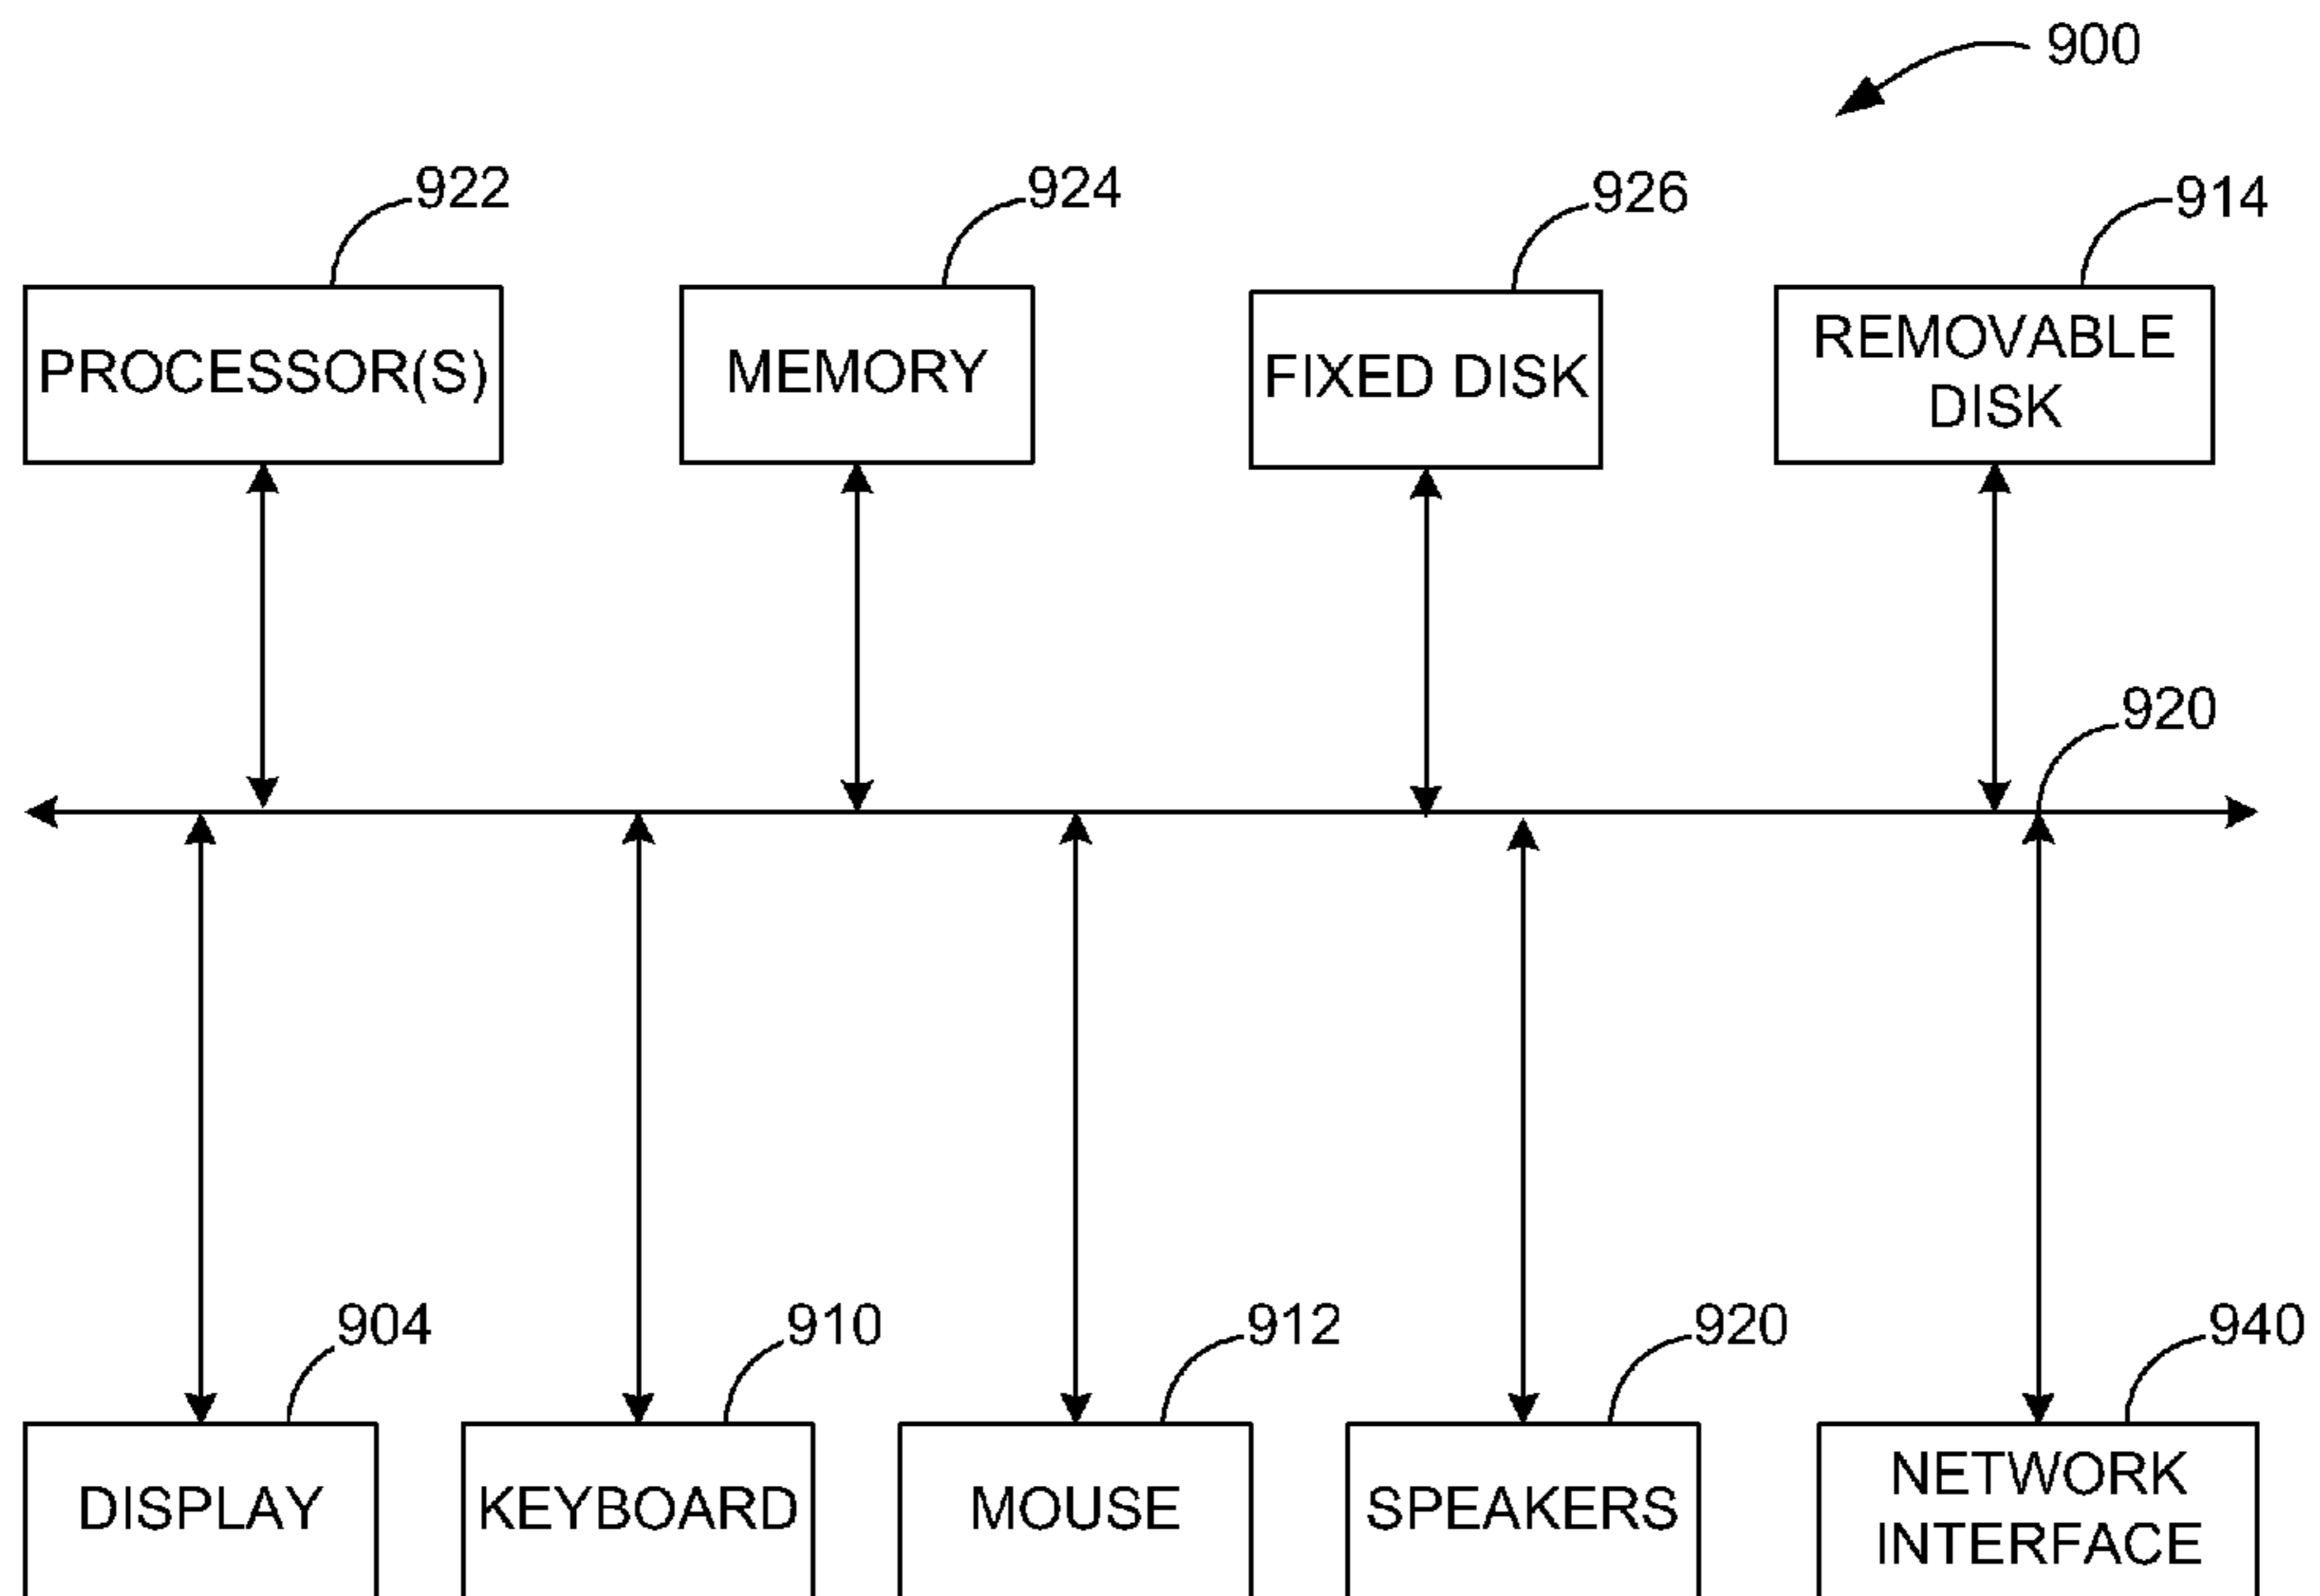 900
922
924
926
914
PROCESSOR(S)
MEMORY
FIXED DISK
REMOVABLE
DISK
920
904
910
912
920
940
DISPLAY
KEYBOARD
MOUSE
SPEAKERS
NETWORK
INTERFACE